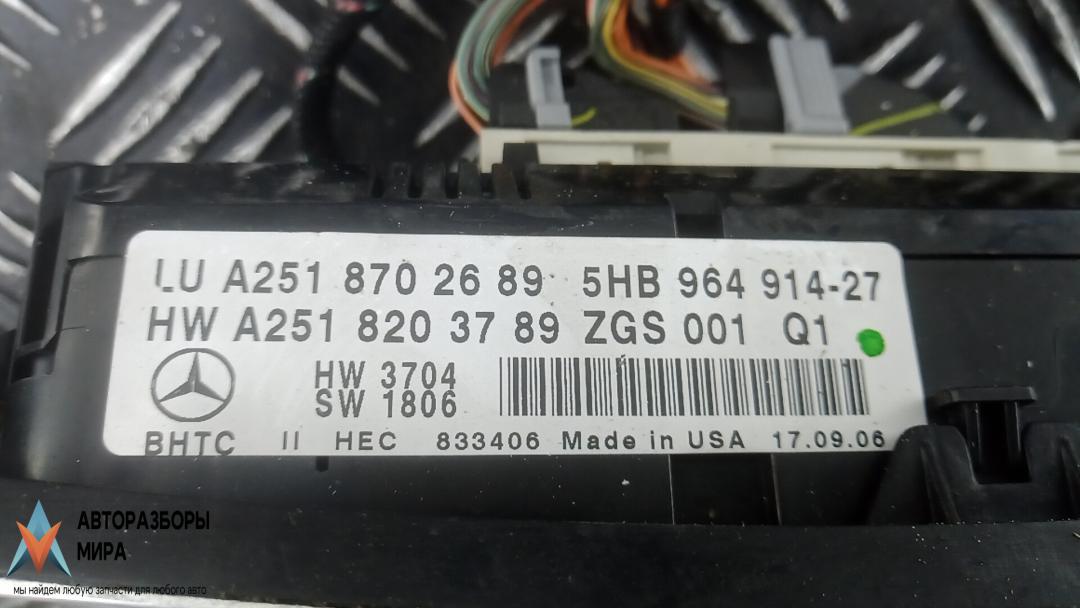 LU A251 870 26 89 5HB 964 914-27
HW A251 820 37 89 ZGS 001 Q1
HW 3704
SW 1806
BHTC II HEC 833406 Made in USA 17.09.06
АВТОРАЗБОРЫ
МИРА
мы найдем любую запчасти для любого авто